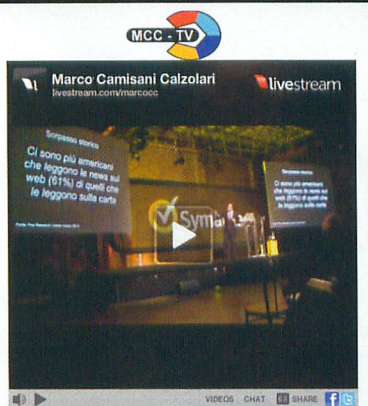 MCC - TV
Marco Camisani Calzolari
livestream.com/marcocc
livestream
Sorpasso storico
Ci sono più americani
che leggono le news sul
web (61%) di quelli che
le leggono sulla carta
Sym
Sorpasso storico
Ci sono più americani
che leggono le news sul
web (61%) di quelli che
le leggono sulla carta
VIDEOS CHAT SHARE f